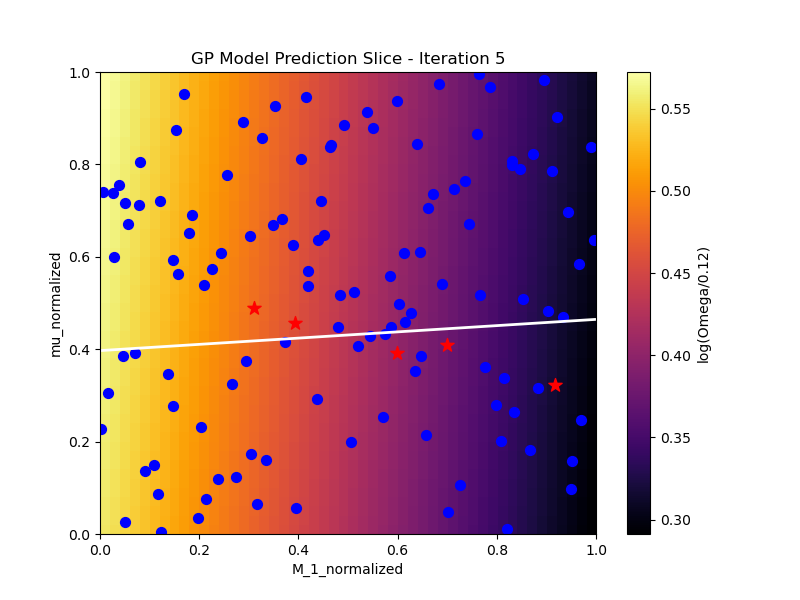 GP Model Prediction Slice - Iteration 5
mu_normalized
1.0
0.8
0.6
0.4
0.2
0.0
0.0 0.2 0.4 0.6 0.8 1.0
M_1_normalized
0.55
0.50
0.45
0.40
0.35
0.30
log(Omega/0.12)